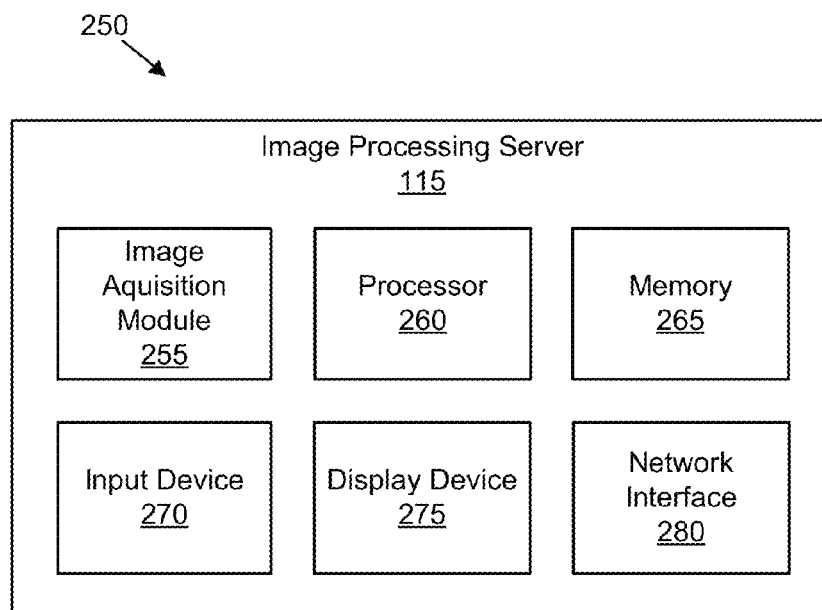 250
Image Processing Server
115
Image
Aquisition
Module
255
Processor
260
Memory
265
Input Device
270
Display Device
275
Network
Interface
280